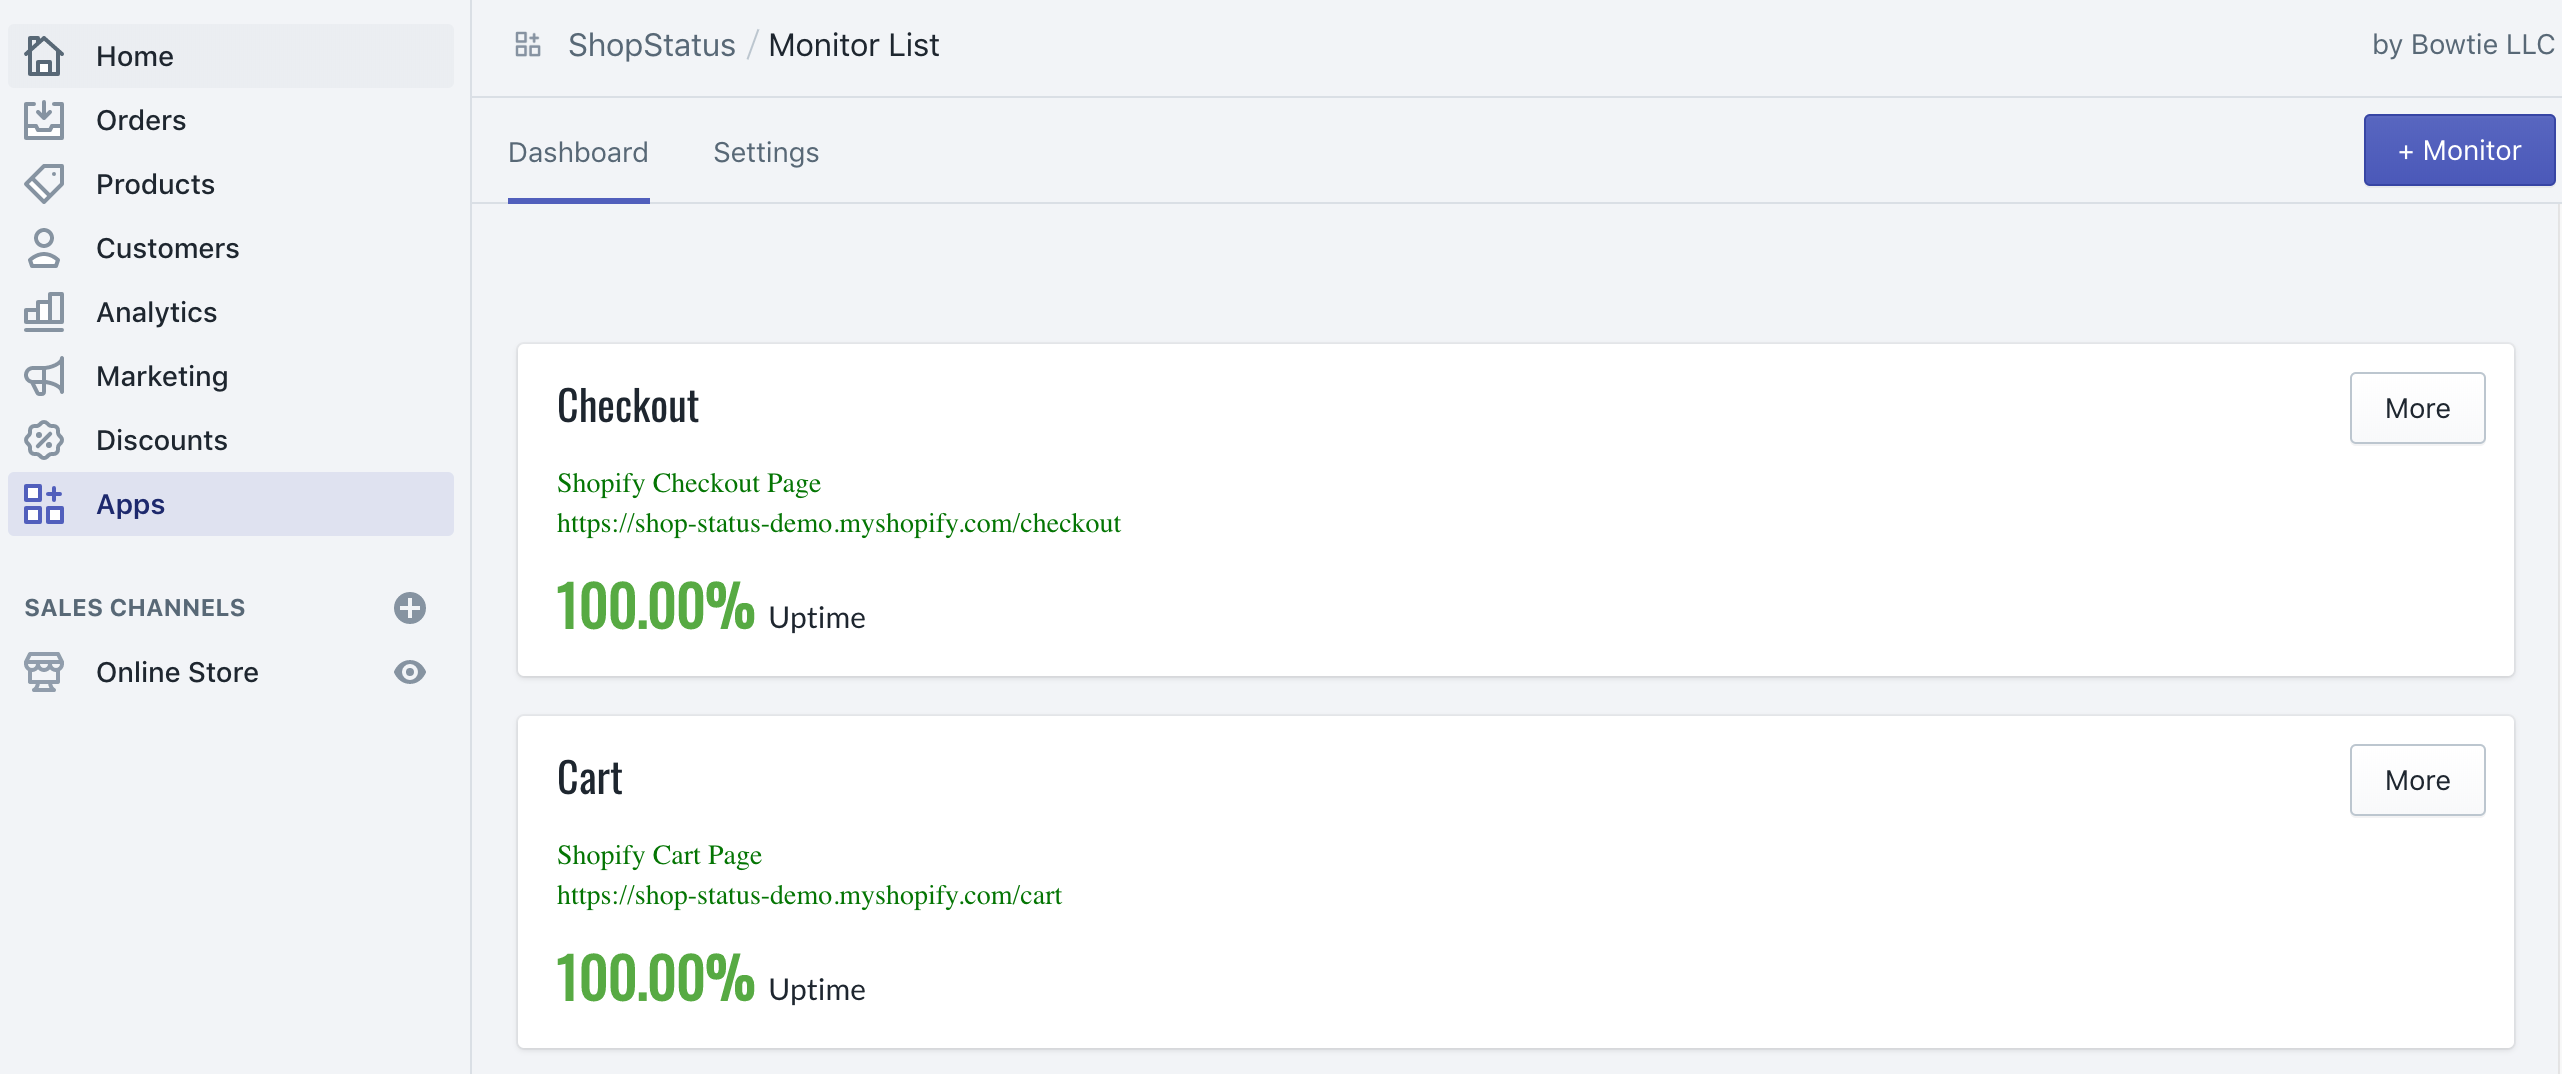 Home
Orders
Products
Customers
Analytics
Marketing
Discounts
Apps
SALES CHANNELS
Online Store
ShopStatus / Monitor List
by Bowtie LLC
Dashboard
Settings
+ Monitor
Checkout
More
Shopify Checkout Page
https://shop-status-demo.myshopify.com/checkout
100.00% Uptime
Cart
More
Shopify Cart Page
https://shop-status-demo.myshopify.com/cart
100.00% Uptime